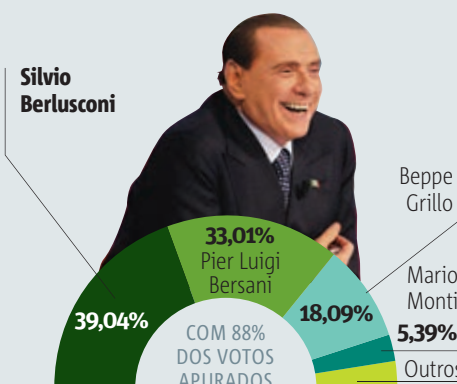 Silvio
Berlusconi
39,04%
33,01%
Pier Luigi
Bersani
Beppe
Grillo
18,09%
Mario
Monti
5,39%
Outros
COM 88%
DOS VOTOS
APURADOS